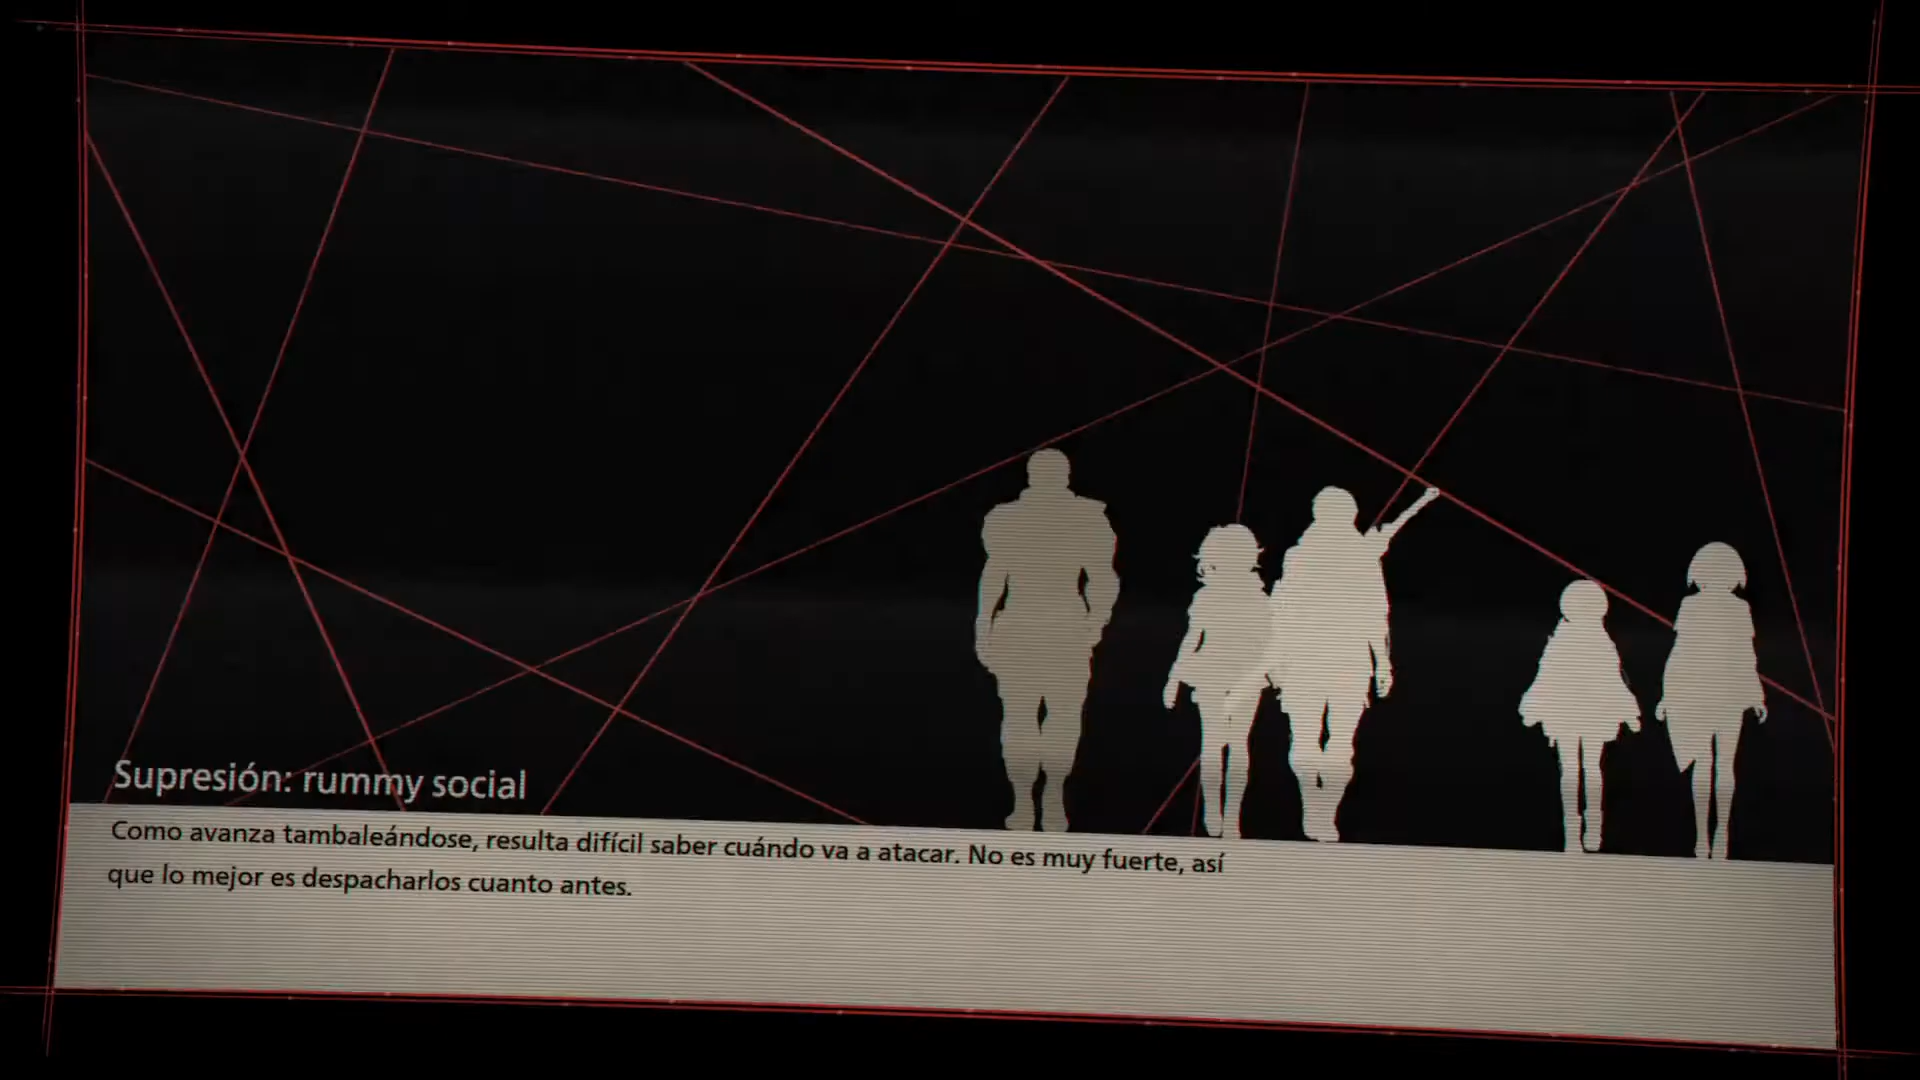 Supresión: rummy social
Como avanza tambaleándose, resulta difícil saber cuándo va a atacar. No es muy fuerte, así
que lo mejor es despacharlos cuanto antes.